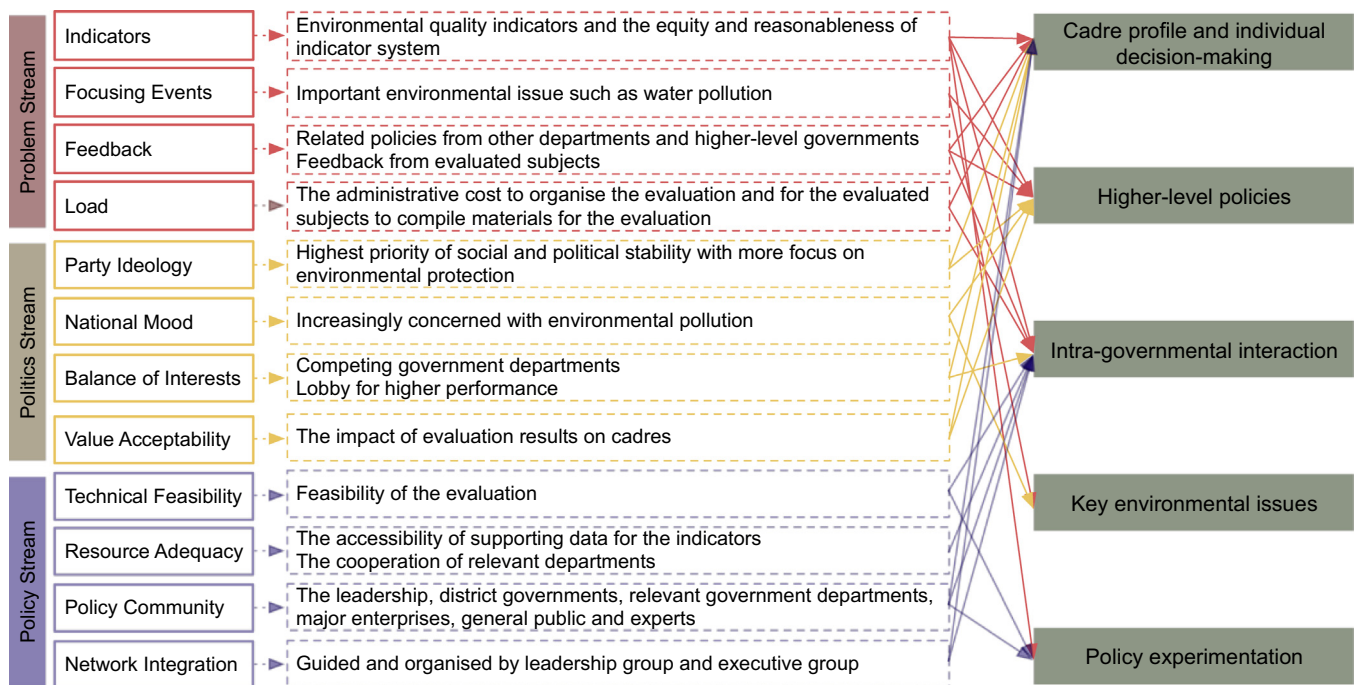 Problem Stream
Indicators
Environmental quality indicators and the equity and reasonableness of
indicator system
Focusing Events
Important environmental issue such as water pollution
Feedback
Related policies from other departments and higher-level governments
Feedback from evaluated subjects
Load
The administrative cost to organise the evaluation and for the evaluated
subjects to compile materials for the evaluation
Politics Stream
Party Ideology
Highest priority of social and political stability with more focus on
environmental protection
National Mood
Increasingly concerned with environmental pollution
Balance of Interests
Competing government departments
Lobby for higher performance
Value Acceptability
The impact of evaluation results on cadres
Policy Stream
Technical Feasibility
Feasibility of the evaluation
Resource Adequacy
The accessibility of supporting data for the indicators
The cooperation of relevant departments
Policy Community
The leadership, district governments, relevant government departments,
major enterprises, general public and experts
Network Integration
Guided and organised by leadership group and executive group
Cadre profile and individual
decision-making
Higher-level policies
Intra-governmental interaction
Key environmental issues
Policy experimentation